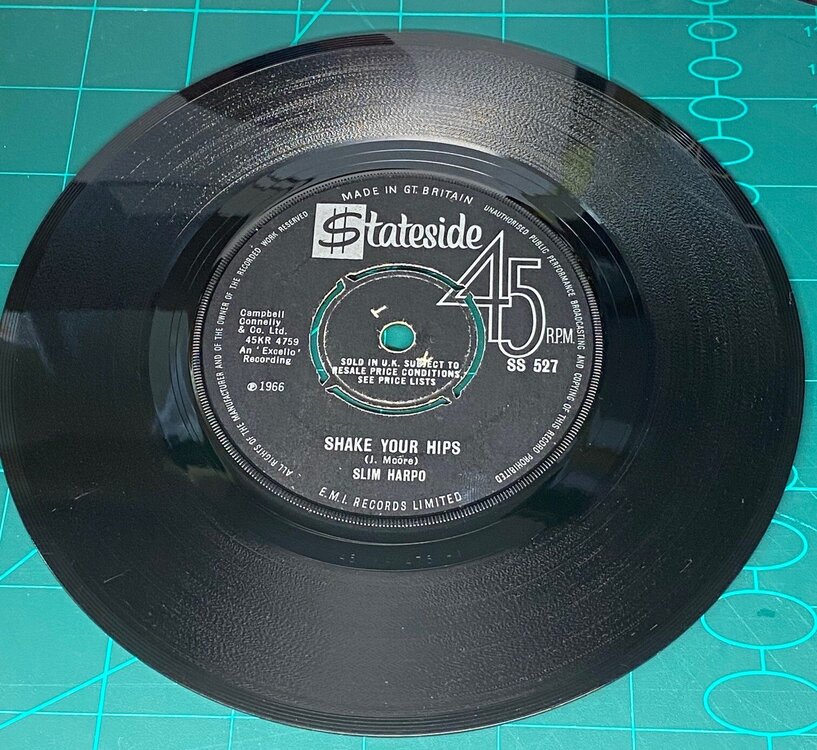 MADE IN GT. BRITAIN
UNAUTHORISED PUBLIC PERFORMANCE BROADCASTING AND COPYING OF THIS RECORD PROHIBITED
ALL RIGHTS OF THE MANUFACTURER AND OF THE OWNER OF THE RECORDED WORK RESERVED
$tateside
45
R.P.M.
SS 527
Campbell
Connelly
& Co. Ltd.
45KR 4759
An 'Excello'
Recording
℗ 1966
SOLD IN U.K. SUBJECT TO
RESALE PRICE CONDITIONS,
SEE PRICE LISTS
SHAKE YOUR HIPS
(J. Moore)
SLIM HARPO
E.M.I. RECORDS LIMITED